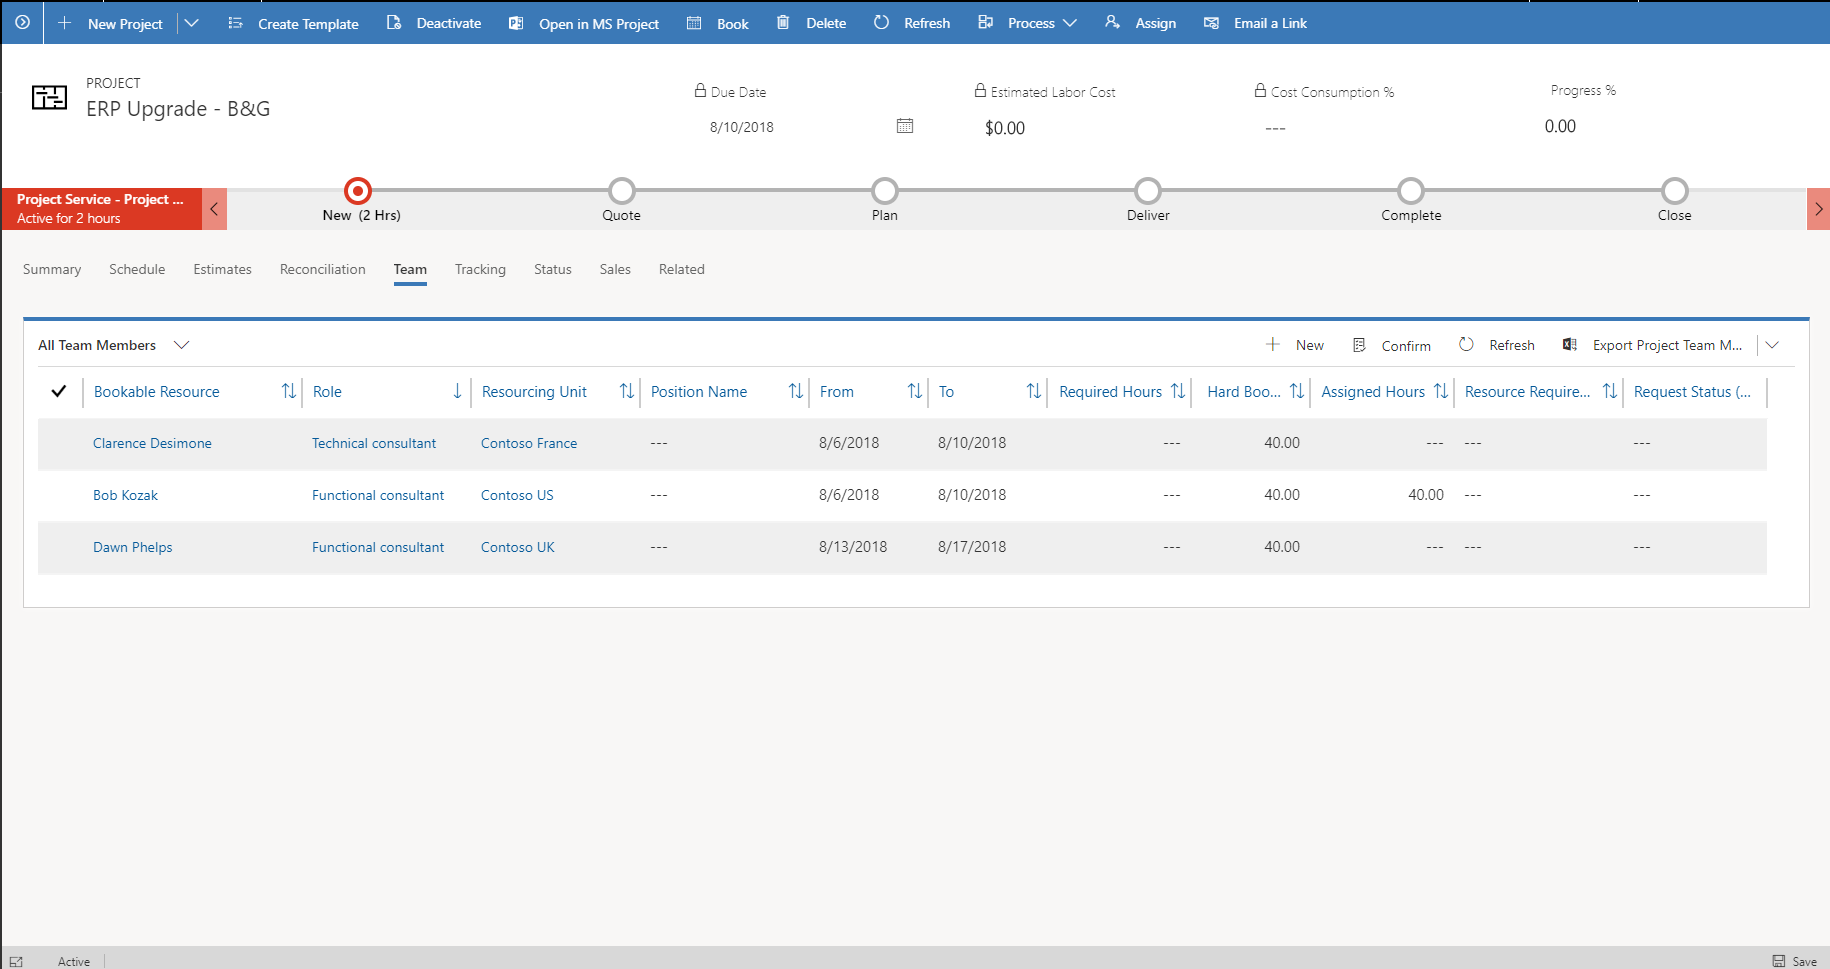 New Project Create Template Deactivate Open in MS Project Book Delete Refresh Process Assign Email a Link
PROJECT
ERP Upgrade - B&G
Due Date Estimated Labor Cost Cost Consumption % Progress %
8/10/2018 $0.00 --- 0.00
Project Service - Project ...
Active for 2 hours
New (2 Hrs) Quote Plan Deliver Complete Close
Summary Schedule Estimates Reconciliation Team Tracking Status Sales Related
All Team Members New Confirm Refresh Export Project Team M...
Bookable Resource Role Resourcing Unit Position Name From To Required Hours Hard Boo... Assigned Hours Resource Require... Request Status (...
Clarence Desimone Technical consultant Contoso France --- 8/6/2018 8/10/2018 --- 40.00 --- --- ---
Bob Kozak Functional consultant Contoso US --- 8/6/2018 8/10/2018 --- 40.00 40.00 --- ---
Dawn Phelps Functional consultant Contoso UK --- 8/13/2018 8/17/2018 --- 40.00 --- --- ---
Active Save